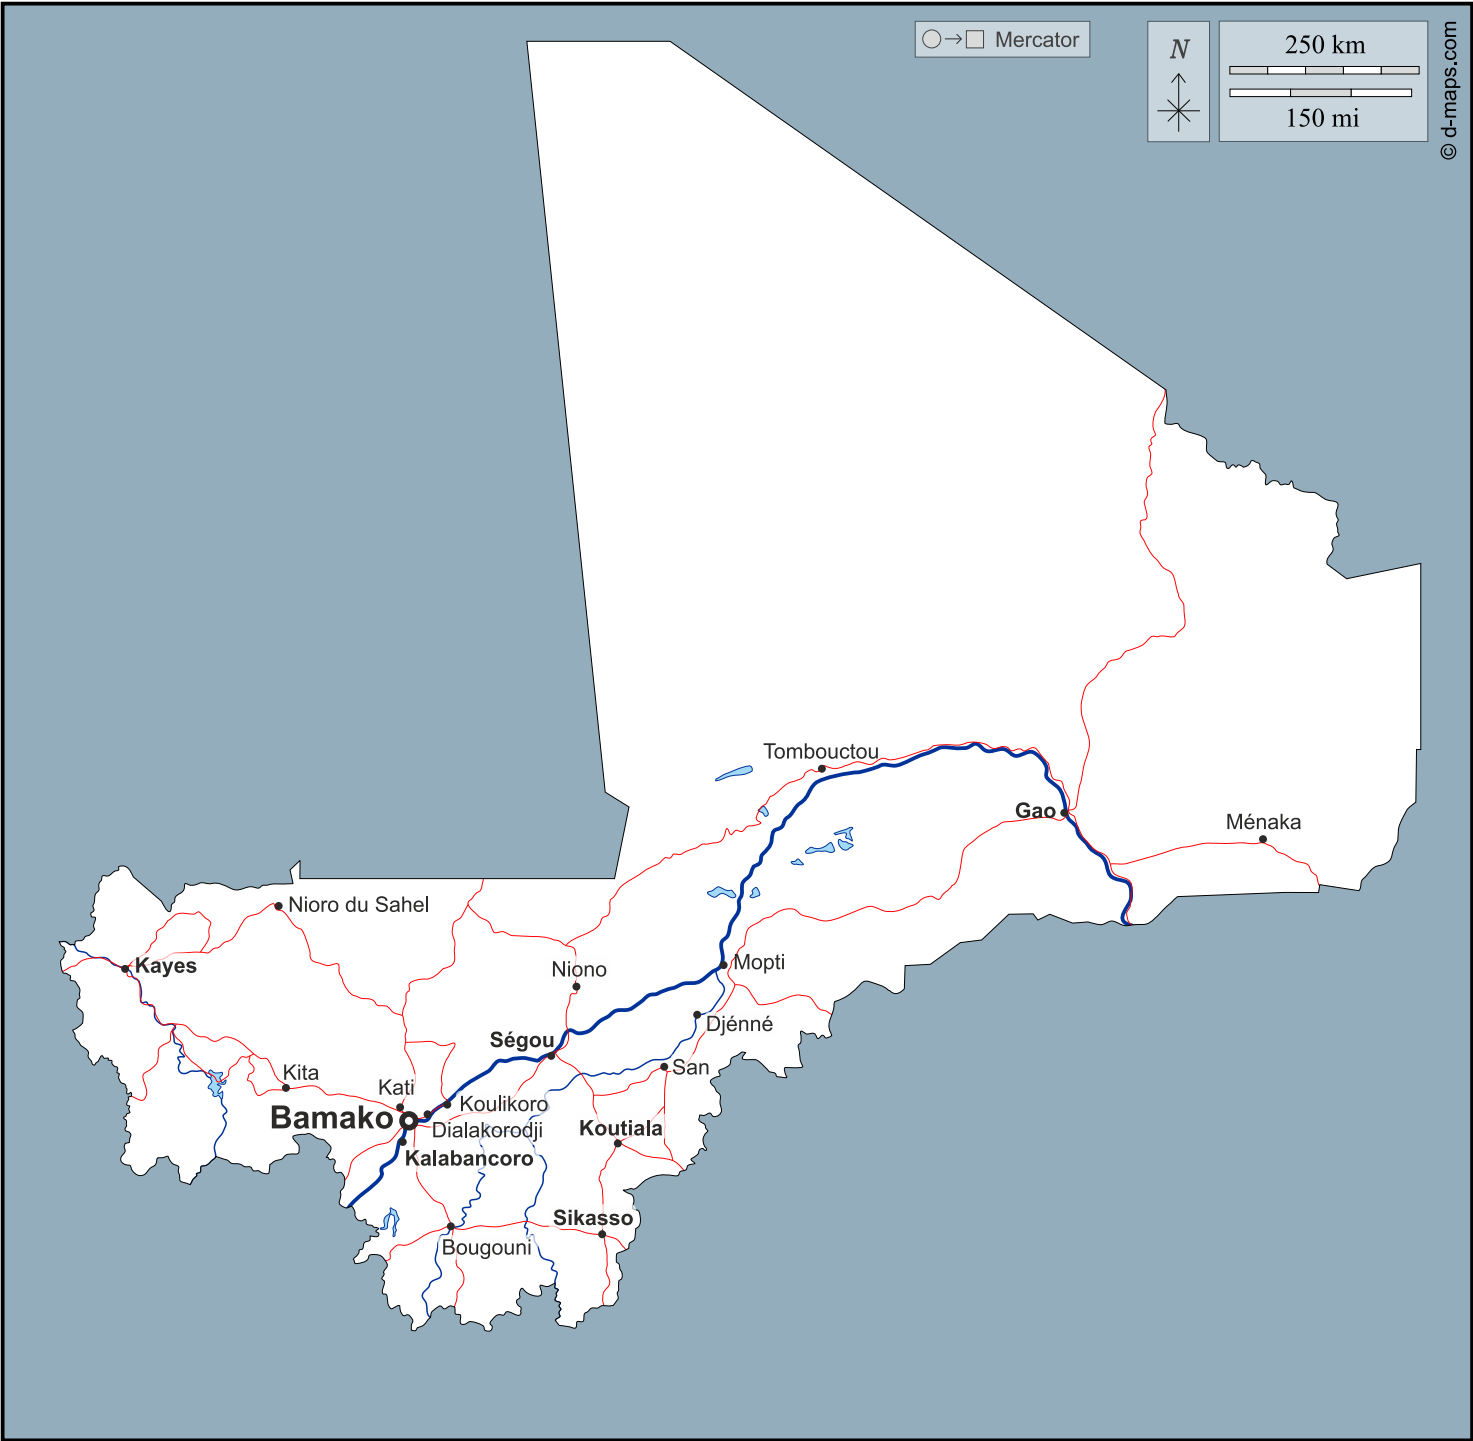 Mercator
N
250 km
150 mi
© d-maps.com
Tombouctou
Gao
Ménaka
Nioro du Sahel
Kayes
Niono
Mopti
Djénné
Ségou
San
Kita
Kati
Koulikoro
Bamako
Dialakorodji
Koutiala
Kalabancoro
Sikasso
Bougouni